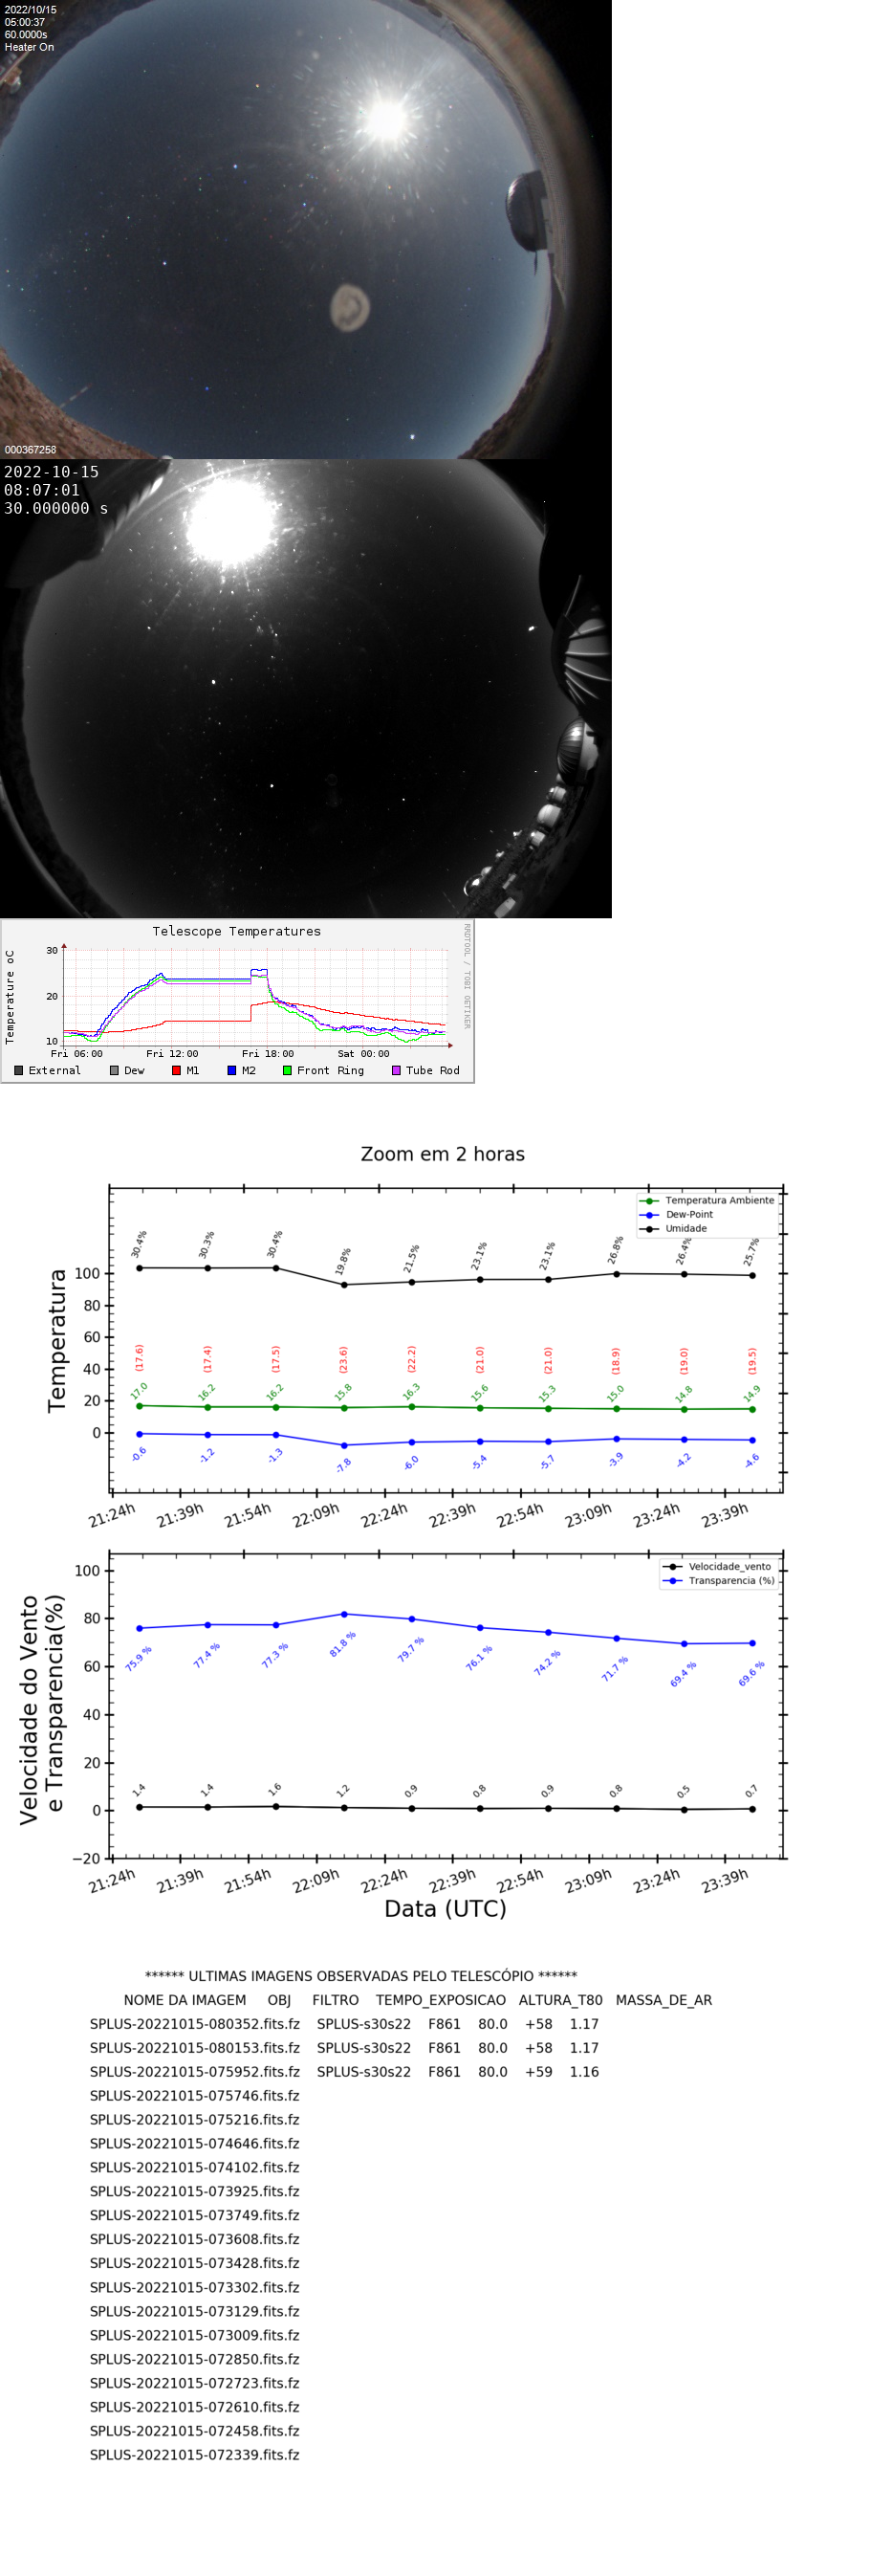 2022/10/15
05:00:37
60.0000s
Heater On
000367258
2022-10-15
08:07:01
30.000000 s
Telescope Temperatures
RRDTOOL / TOBI OETIKER
Temperature oC
30
20
10
Fri 06:00 Fri 12:00 Fri 18:00 Sat 00:00
External Dew M1 M2 Front Ring Tube Rod
Zoom em 2 horas
Temperatura Ambiente
Dew-Point
Umidade
Temperatura
100
80
60
40
20
0
30.4% 30.3% 30.4% 19.8% 21.5% 23.1% 23.1% 26.8% 26.4% 25.7%
(17.6) (17.4) (17.5) (23.6) (22.2) (21.0) (21.0) (18.9) (19.0) (19.5)
17.0 16.2 16.2 15.8 16.3 15.6 15.3 15.0 14.8 14.9
-0.6 -1.2 -1.3 -7.8 -6.0 -5.4 -5.7 -3.9 -4.2 -4.6
21:24h 21:39h 21:54h 22:09h 22:24h 22:39h 22:54h 23:09h 23:24h 23:39h
Velocidade_vento
Transparencia (%)
Velocidade do Vento
e Transparencia(%)
100
80
60
40
20
0
−20
75.9 % 77.4 % 77.3 % 81.8 % 79.7 % 76.1 % 74.2 % 71.7 % 69.4 % 69.6 %
1.4 1.4 1.6 1.2 0.9 0.8 0.9 0.8 0.5 0.7
21:24h 21:39h 21:54h 22:09h 22:24h 22:39h 22:54h 23:09h 23:24h 23:39h
Data (UTC)
****** ULTIMAS IMAGENS OBSERVADAS PELO TELESCÓPIO ******
NOME DA IMAGEM OBJ FILTRO TEMPO_EXPOSICAO ALTURA_T80 MASSA_DE_AR
SPLUS-20221015-080352.fits.fz SPLUS-s30s22 F861 80.0 +58 1.17
SPLUS-20221015-080153.fits.fz SPLUS-s30s22 F861 80.0 +58 1.17
SPLUS-20221015-075952.fits.fz SPLUS-s30s22 F861 80.0 +59 1.16
SPLUS-20221015-075746.fits.fz
SPLUS-20221015-075216.fits.fz
SPLUS-20221015-074646.fits.fz
SPLUS-20221015-074102.fits.fz
SPLUS-20221015-073925.fits.fz
SPLUS-20221015-073749.fits.fz
SPLUS-20221015-073608.fits.fz
SPLUS-20221015-073428.fits.fz
SPLUS-20221015-073302.fits.fz
SPLUS-20221015-073129.fits.fz
SPLUS-20221015-073009.fits.fz
SPLUS-20221015-072850.fits.fz
SPLUS-20221015-072723.fits.fz
SPLUS-20221015-072610.fits.fz
SPLUS-20221015-072458.fits.fz
SPLUS-20221015-072339.fits.fz